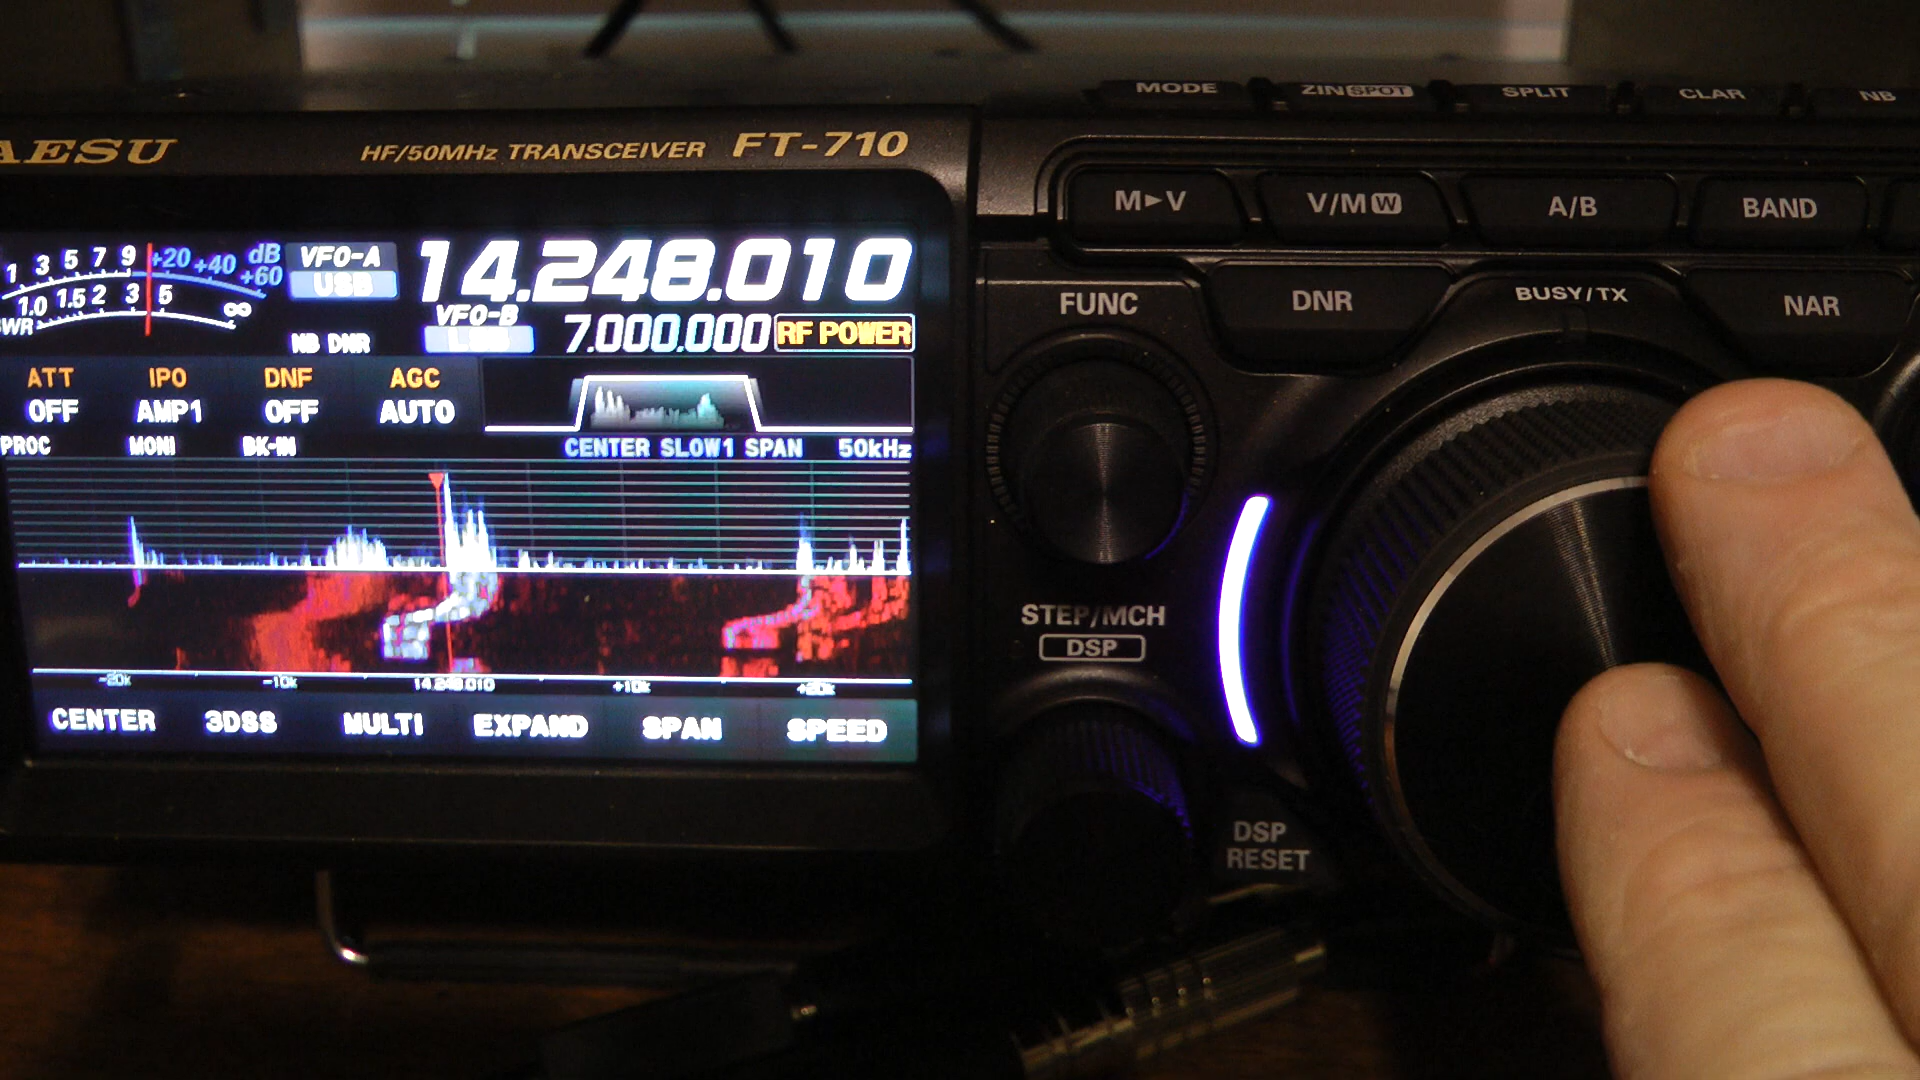 MODE ZIN SPOT SPLIT CLAR NB
AESU HF/50MHz TRANSCEIVER FT-710
M►V V/M W A/B BAND
1 3 5 7 9 +20 +40 +60 dB
VFO-A 14.248.010
USB
1.0 1.5 2 3 5 ∞
SWR
VFO-B 7.000.000 RF POWER
NB DNR
FUNC DNR BUSY/TX NAR
ATT IPO DNF AGC
OFF AMP1 OFF AUTO
PROC MONI BK-IN CENTER SLOW1 SPAN 50kHz
-20k -10k 14.248.010 +10k +20k
CENTER 3DSS MULTI EXPAND SPAN SPEED
STEP/MCH
DSP
DSP
RESET